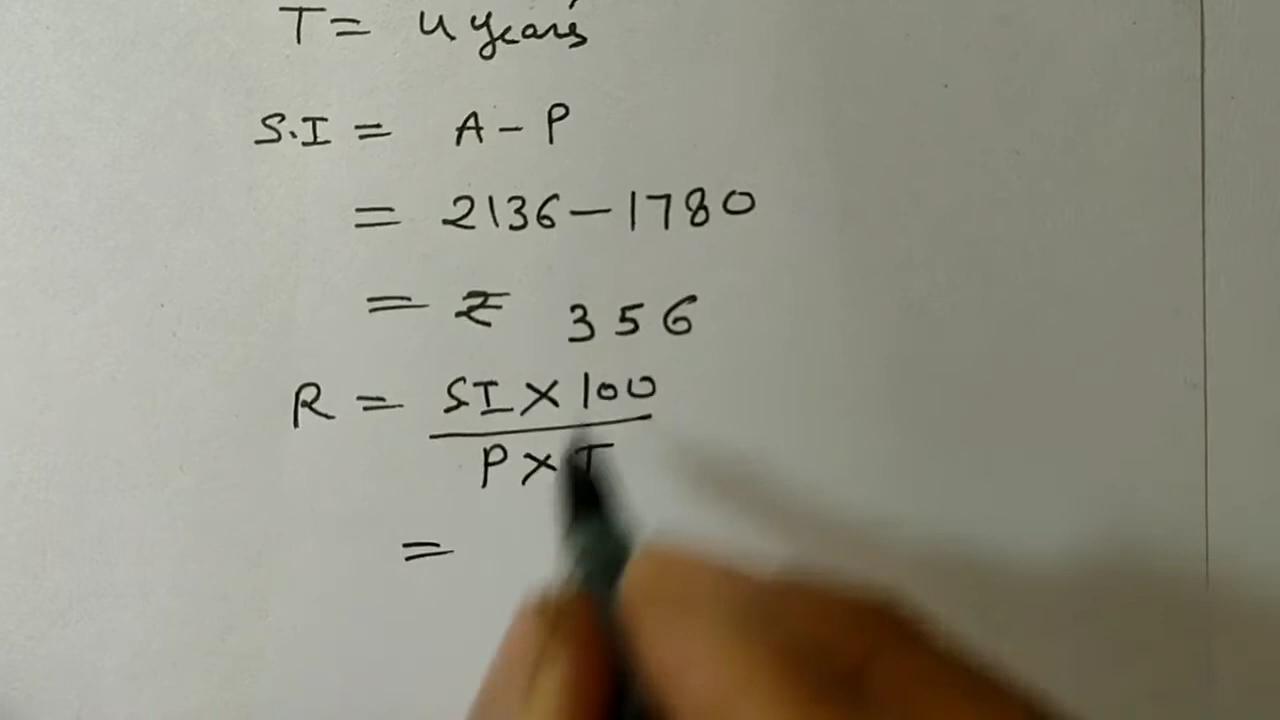 T = 4 years
S.I = A - P
= 2136 - 1780
= ₹ 356
R = SI × 100
P × T
=